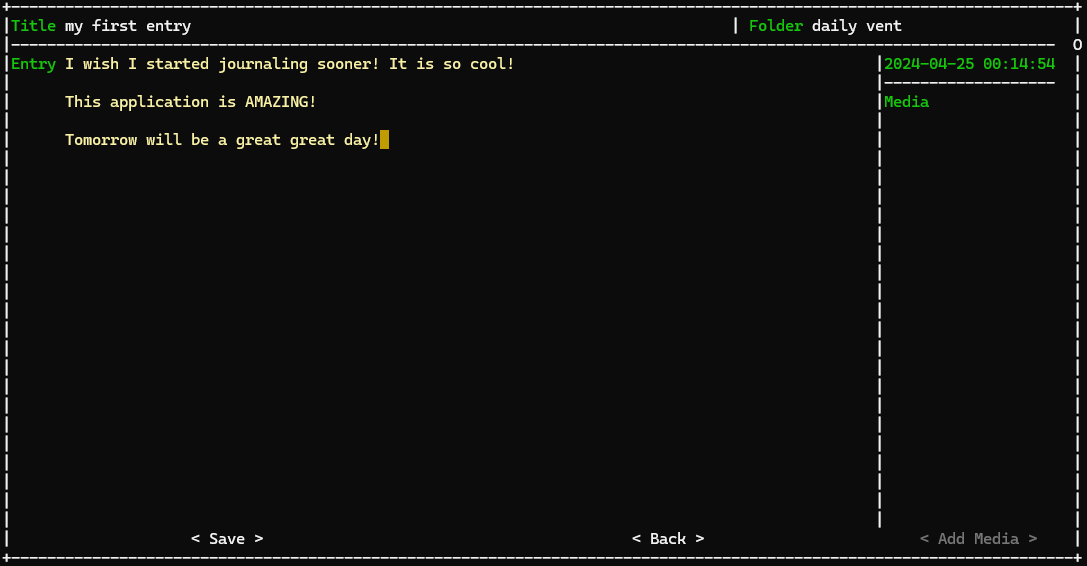 Title my first entry | Folder daily vent
Entry I wish I started journaling sooner! It is so cool!
2024-04-25 00:14:54
This application is AMAZING!
Media
Tomorrow will be a great great day!
< Save > < Back > < Add Media >